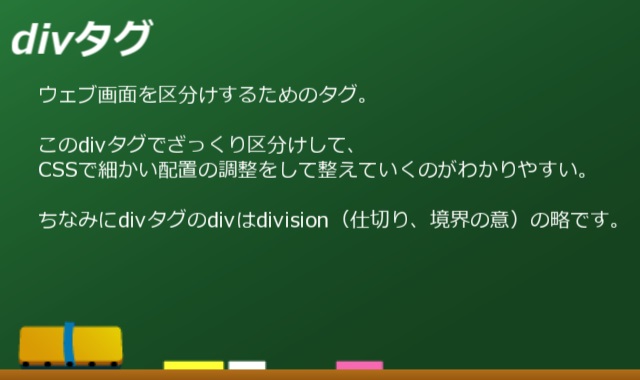 divタグ
ウェブ画面を区分けするためのタグ。
このdivタグでざっくり区分けして、
CSSで細かい配置の調整をして整えていくのがわかりやすい。
ちなみにdivタグのdivはdivision（仕切り、境界の意）の略です。